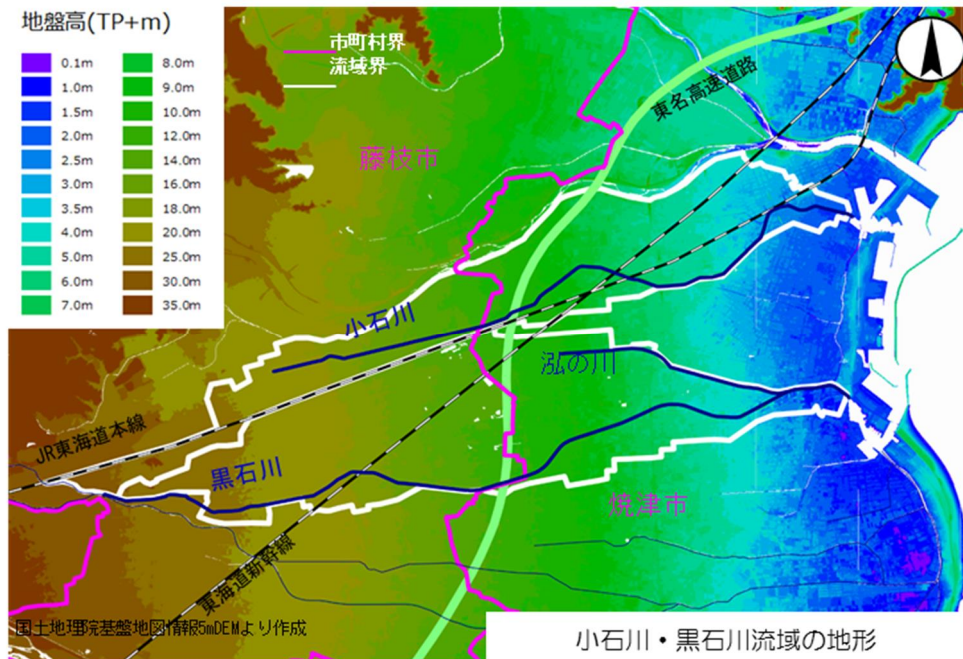 地盤高(TP+m)
0.1m
1.0m
1.5m
2.0m
2.5m
3.0m
3.5m
4.0m
5.0m
6.0m
7.0m
8.0m
9.0m
10.0m
12.0m
14.0m
16.0m
18.0m
20.0m
25.0m
30.0m
35.0m
市町村界
流域界
東名高速道路
藤枝市
小石川
泓の川
JR東海道本線
黒石川
焼津市
東海道新幹線
国土地理院基盤地図情報5mDEMより作成
小石川・黒石川流域の地形